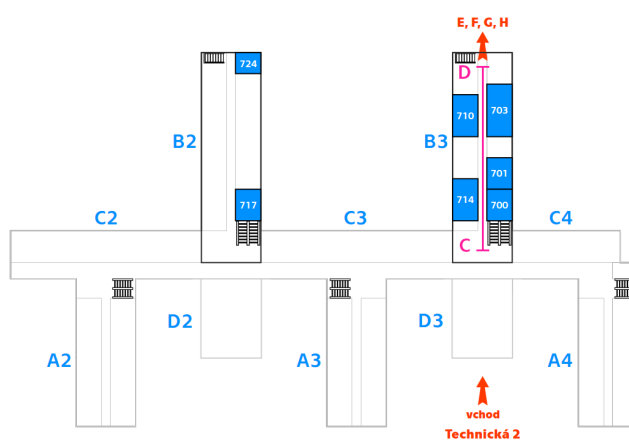 E, F, G, H
724
D
710
703
B2
B3
701
717
714
700
C2
C3
C4
C
D2
D3
A2
A3
A4
vchod
Technická 2